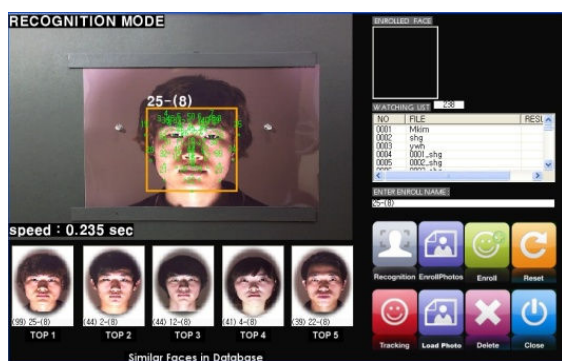 RECOGNITION MODE
25-(8)
speed : 0.235 sec
(99) 25-(8)
(44) 2-(8)
(44) 12-(8)
(41) 4-(8)
(39) 22-(8)
TOP 1
TOP 2
TOP 3
TOP 4
TOP 5
Similar Faces in Database
ENROLLED FACE
WATCHING LIST
238
NO FILE RESU
0001 Mkim
0002 shg
0003 ywh
0004 0001_shg
0005 0002_shg
ENTER ENROLL NAME
25-(8)
Recognition
EnrollPhotos
Enroll
Reset
Tracking
Load Photo
Delete
Close